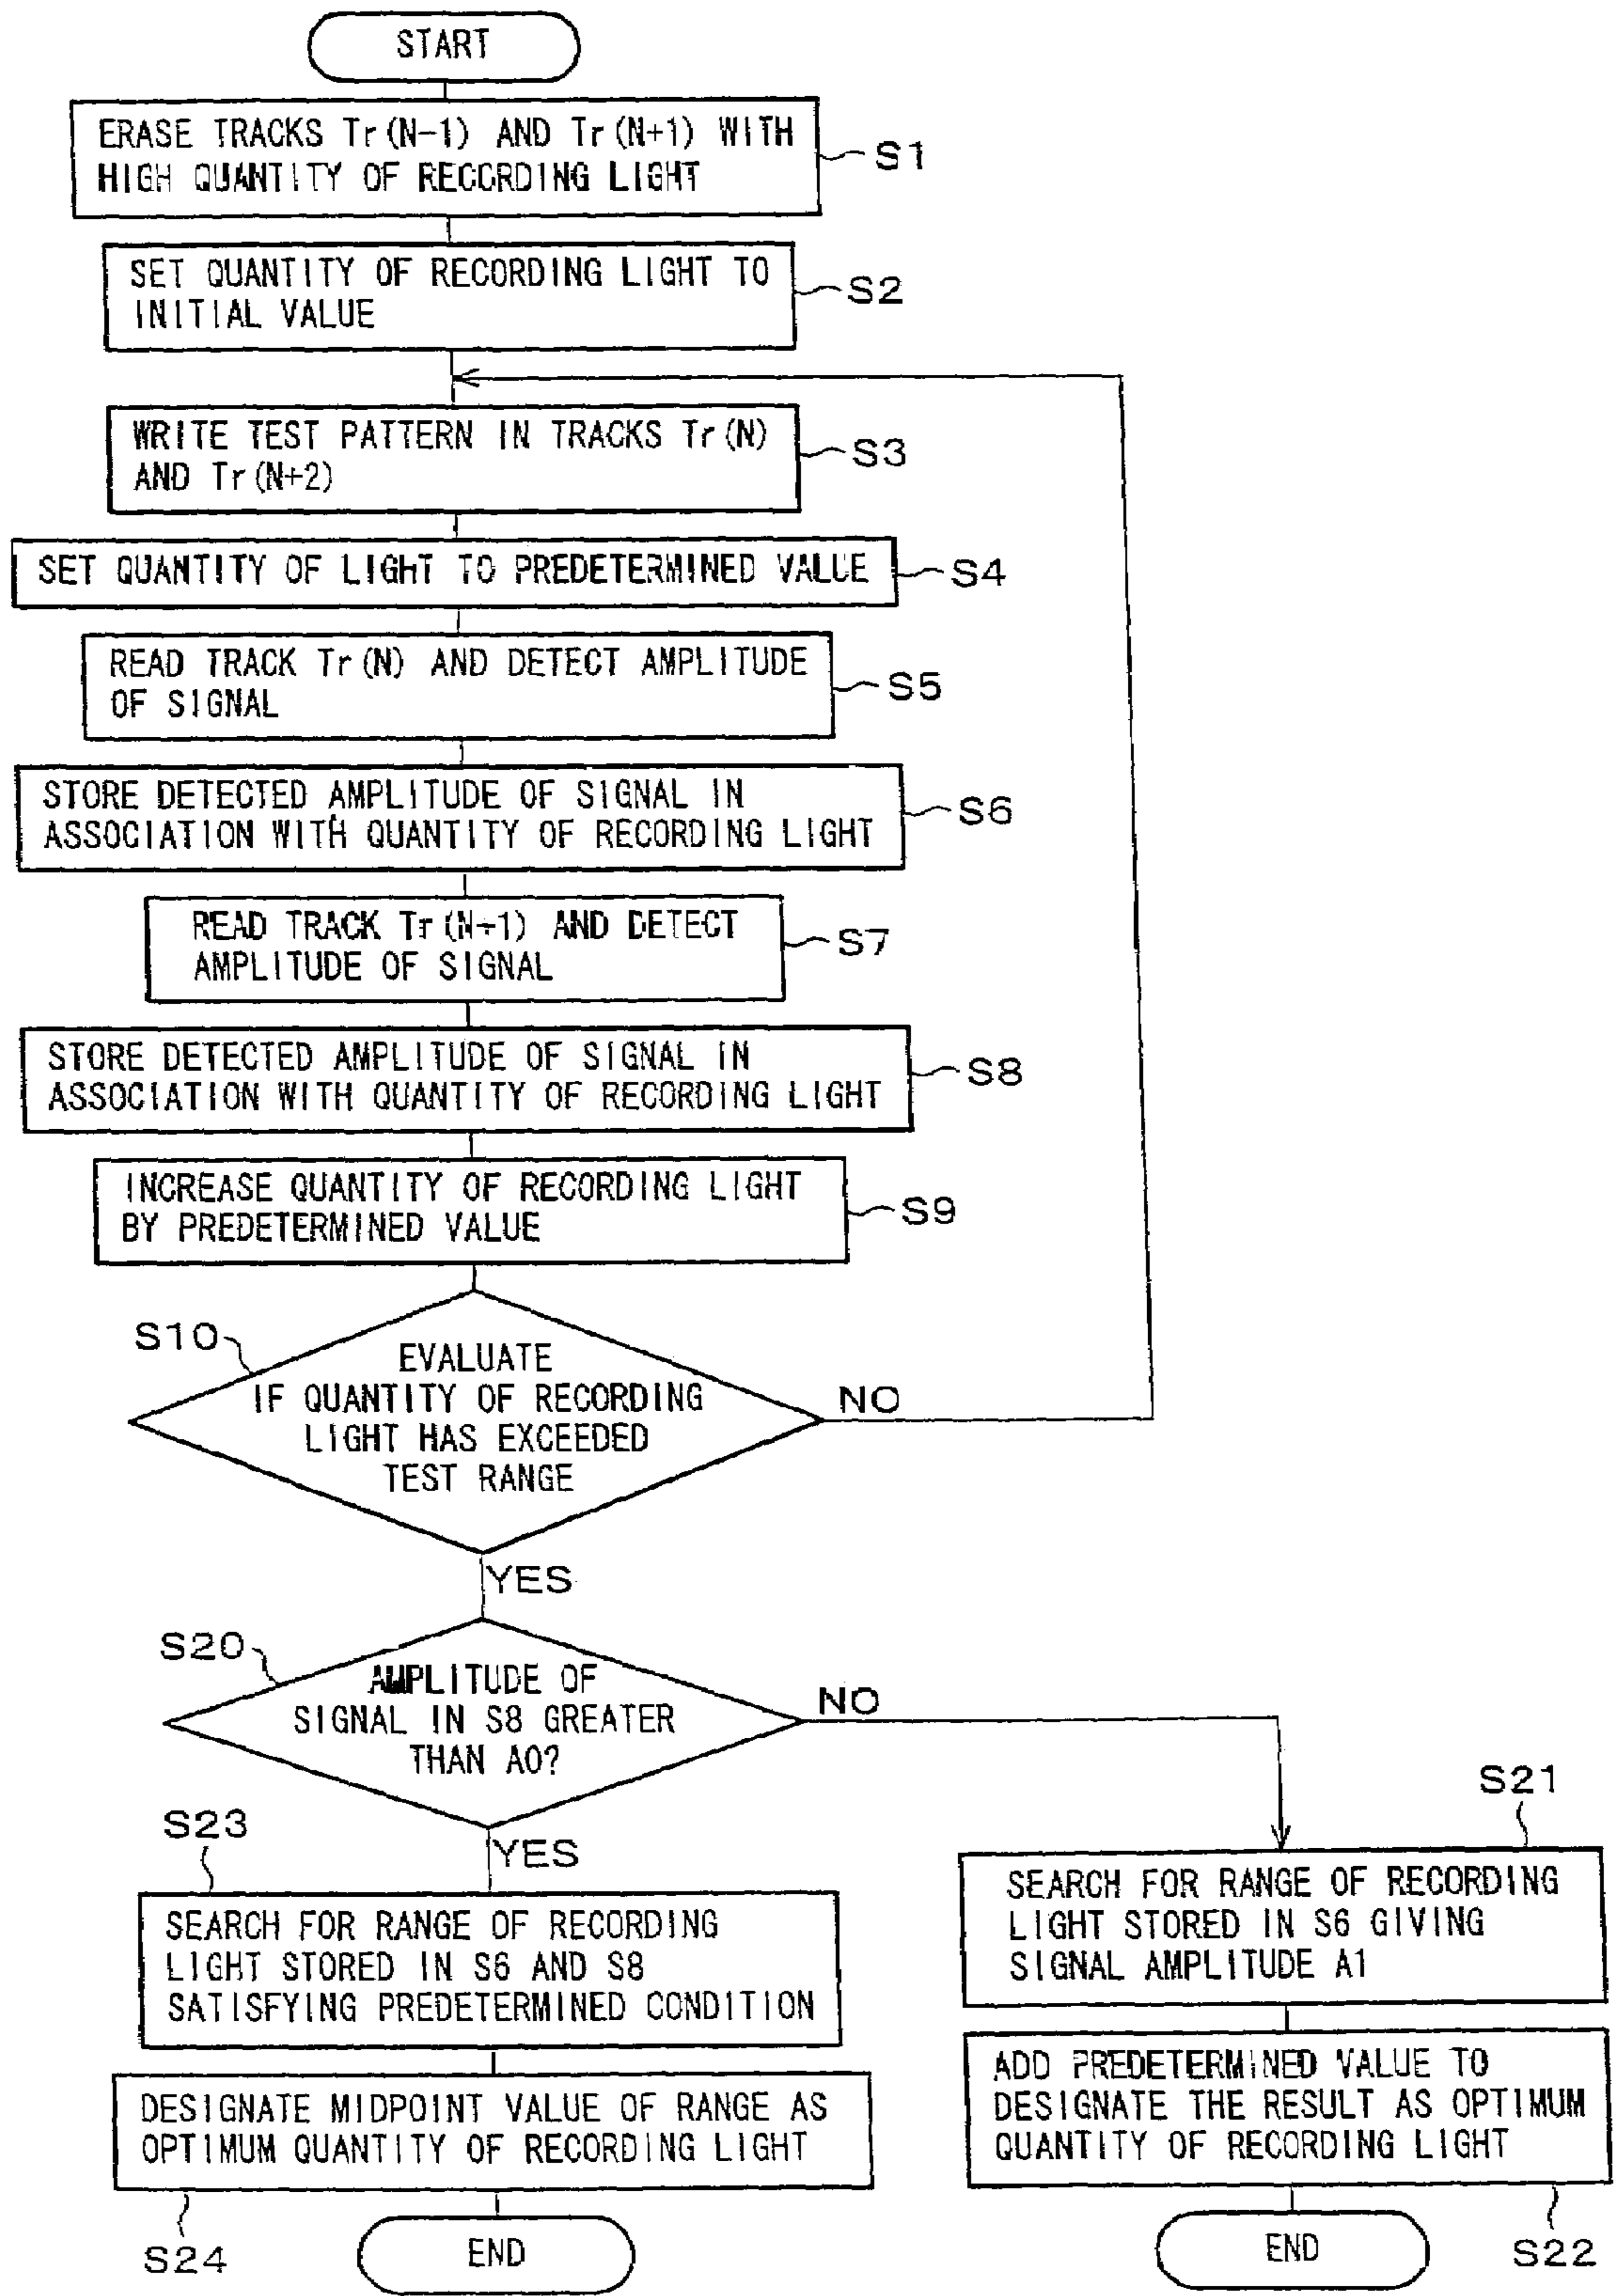 START
ERASE TRACKS Tr(N-1) AND Tr(N+1) WITH
HIGH QUANTITY OF RECORDING LIGHT
S1
SET QUANTITY OF RECORDING LIGHT TO
INITIAL VALUE
S2
WRITE TEST PATTERN IN TRACKS Tr(N)
AND Tr(N+2)
S3
SET QUANTITY OF LIGHT TO PREDETERMINED VALUE
S4
READ TRACK Tr(N) AND DETECT AMPLITUDE
OF SIGNAL
S5
STORE DETECTED AMPLITUDE OF SIGNAL IN
ASSOCIATION WITH QUANTITY OF RECORDING LIGHT
S6
READ TRACK Tr(N+1) AND DETECT
AMPLITUDE OF SIGNAL
S7
STORE DETECTED AMPLITUDE OF SIGNAL IN
ASSOCIATION WITH QUANTITY OF RECORDING LIGHT
S8
INCREASE QUANTITY OF RECORDING LIGHT
BY PREDETERMINED VALUE
S9
S10
EVALUATE
IF QUANTITY OF RECORDING
LIGHT HAS EXCEEDED
TEST RANGE
NO
YES
S20
AMPLITUDE OF
SIGNAL IN S8 GREATER
THAN A0?
NO
YES
S23
SEARCH FOR RANGE OF RECORDING
LIGHT STORED IN S6 AND S8
SATISFYING PREDETERMINED CONDITION
DESIGNATE MIDPOINT VALUE OF RANGE AS
OPTIMUM QUANTITY OF RECORDING LIGHT
S24
END
S21
SEARCH FOR RANGE OF RECORDING
LIGHT STORED IN S6 GIVING
SIGNAL AMPLITUDE A1
ADD PREDETERMINED VALUE TO
DESIGNATE THE RESULT AS OPTIMUM
QUANTITY OF RECORDING LIGHT
S22
END